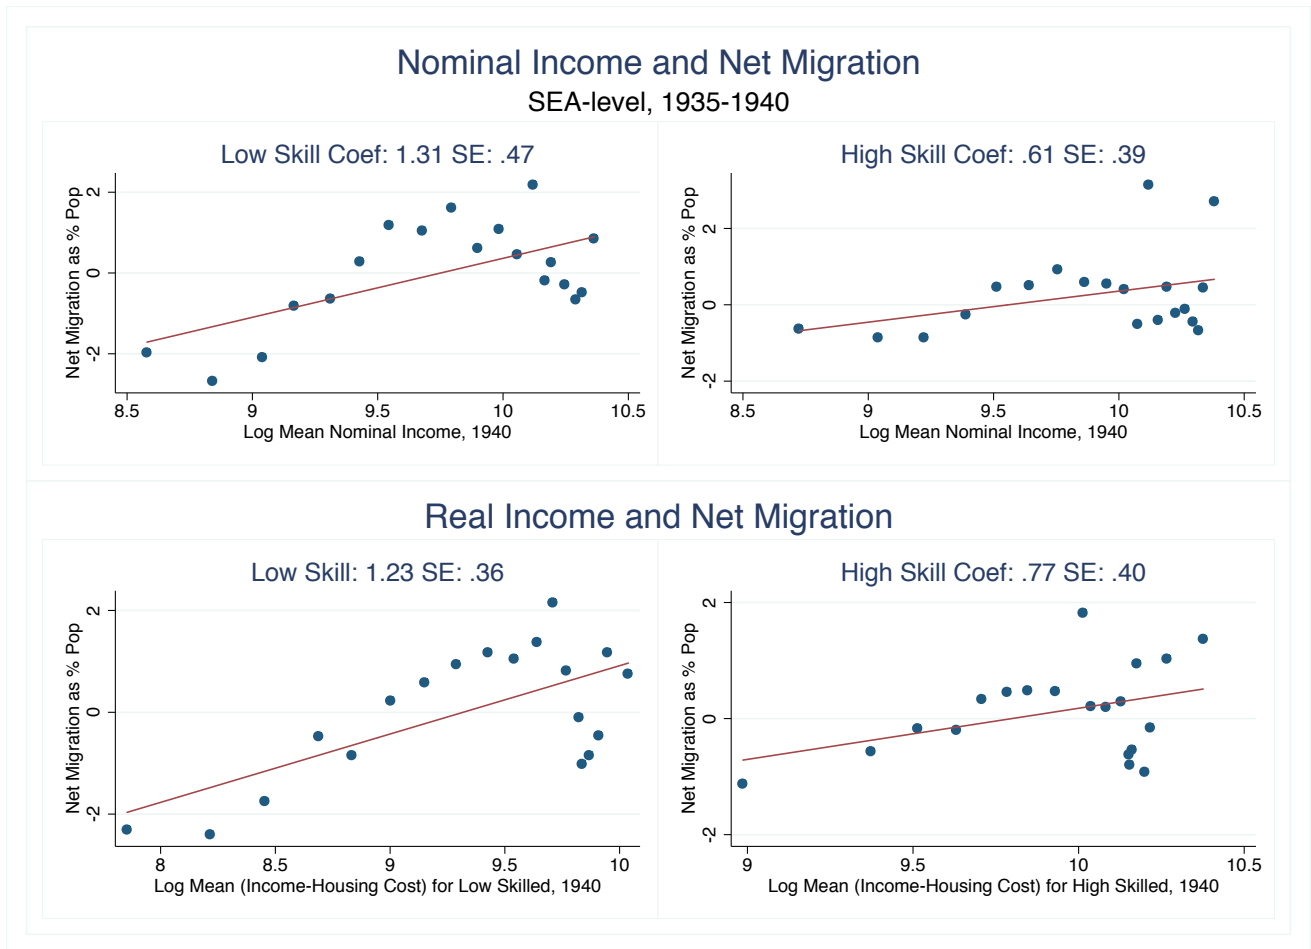 Nominal Income and Net Migration
SEA-level, 1935-1940
Low Skill Coef: 1.31 SE: .47
Net Migration as % Pop
2
0
-2
8.5 9 9.5 10 10.5
Log Mean Nominal Income, 1940
High Skill Coef: .61 SE: .39
Net Migration as % Pop
2
0
-2
8.5 9 9.5 10 10.5
Log Mean Nominal Income, 1940
Real Income and Net Migration
Low Skill: 1.23 SE: .36
Net Migration as % Pop
2
0
-2
8 8.5 9 9.5 10
Log Mean (Income-Housing Cost) for Low Skilled, 1940
High Skill Coef: .77 SE: .40
Net Migration as % Pop
2
0
-2
9 9.5 10 10.5
Log Mean (Income-Housing Cost) for High Skilled, 1940